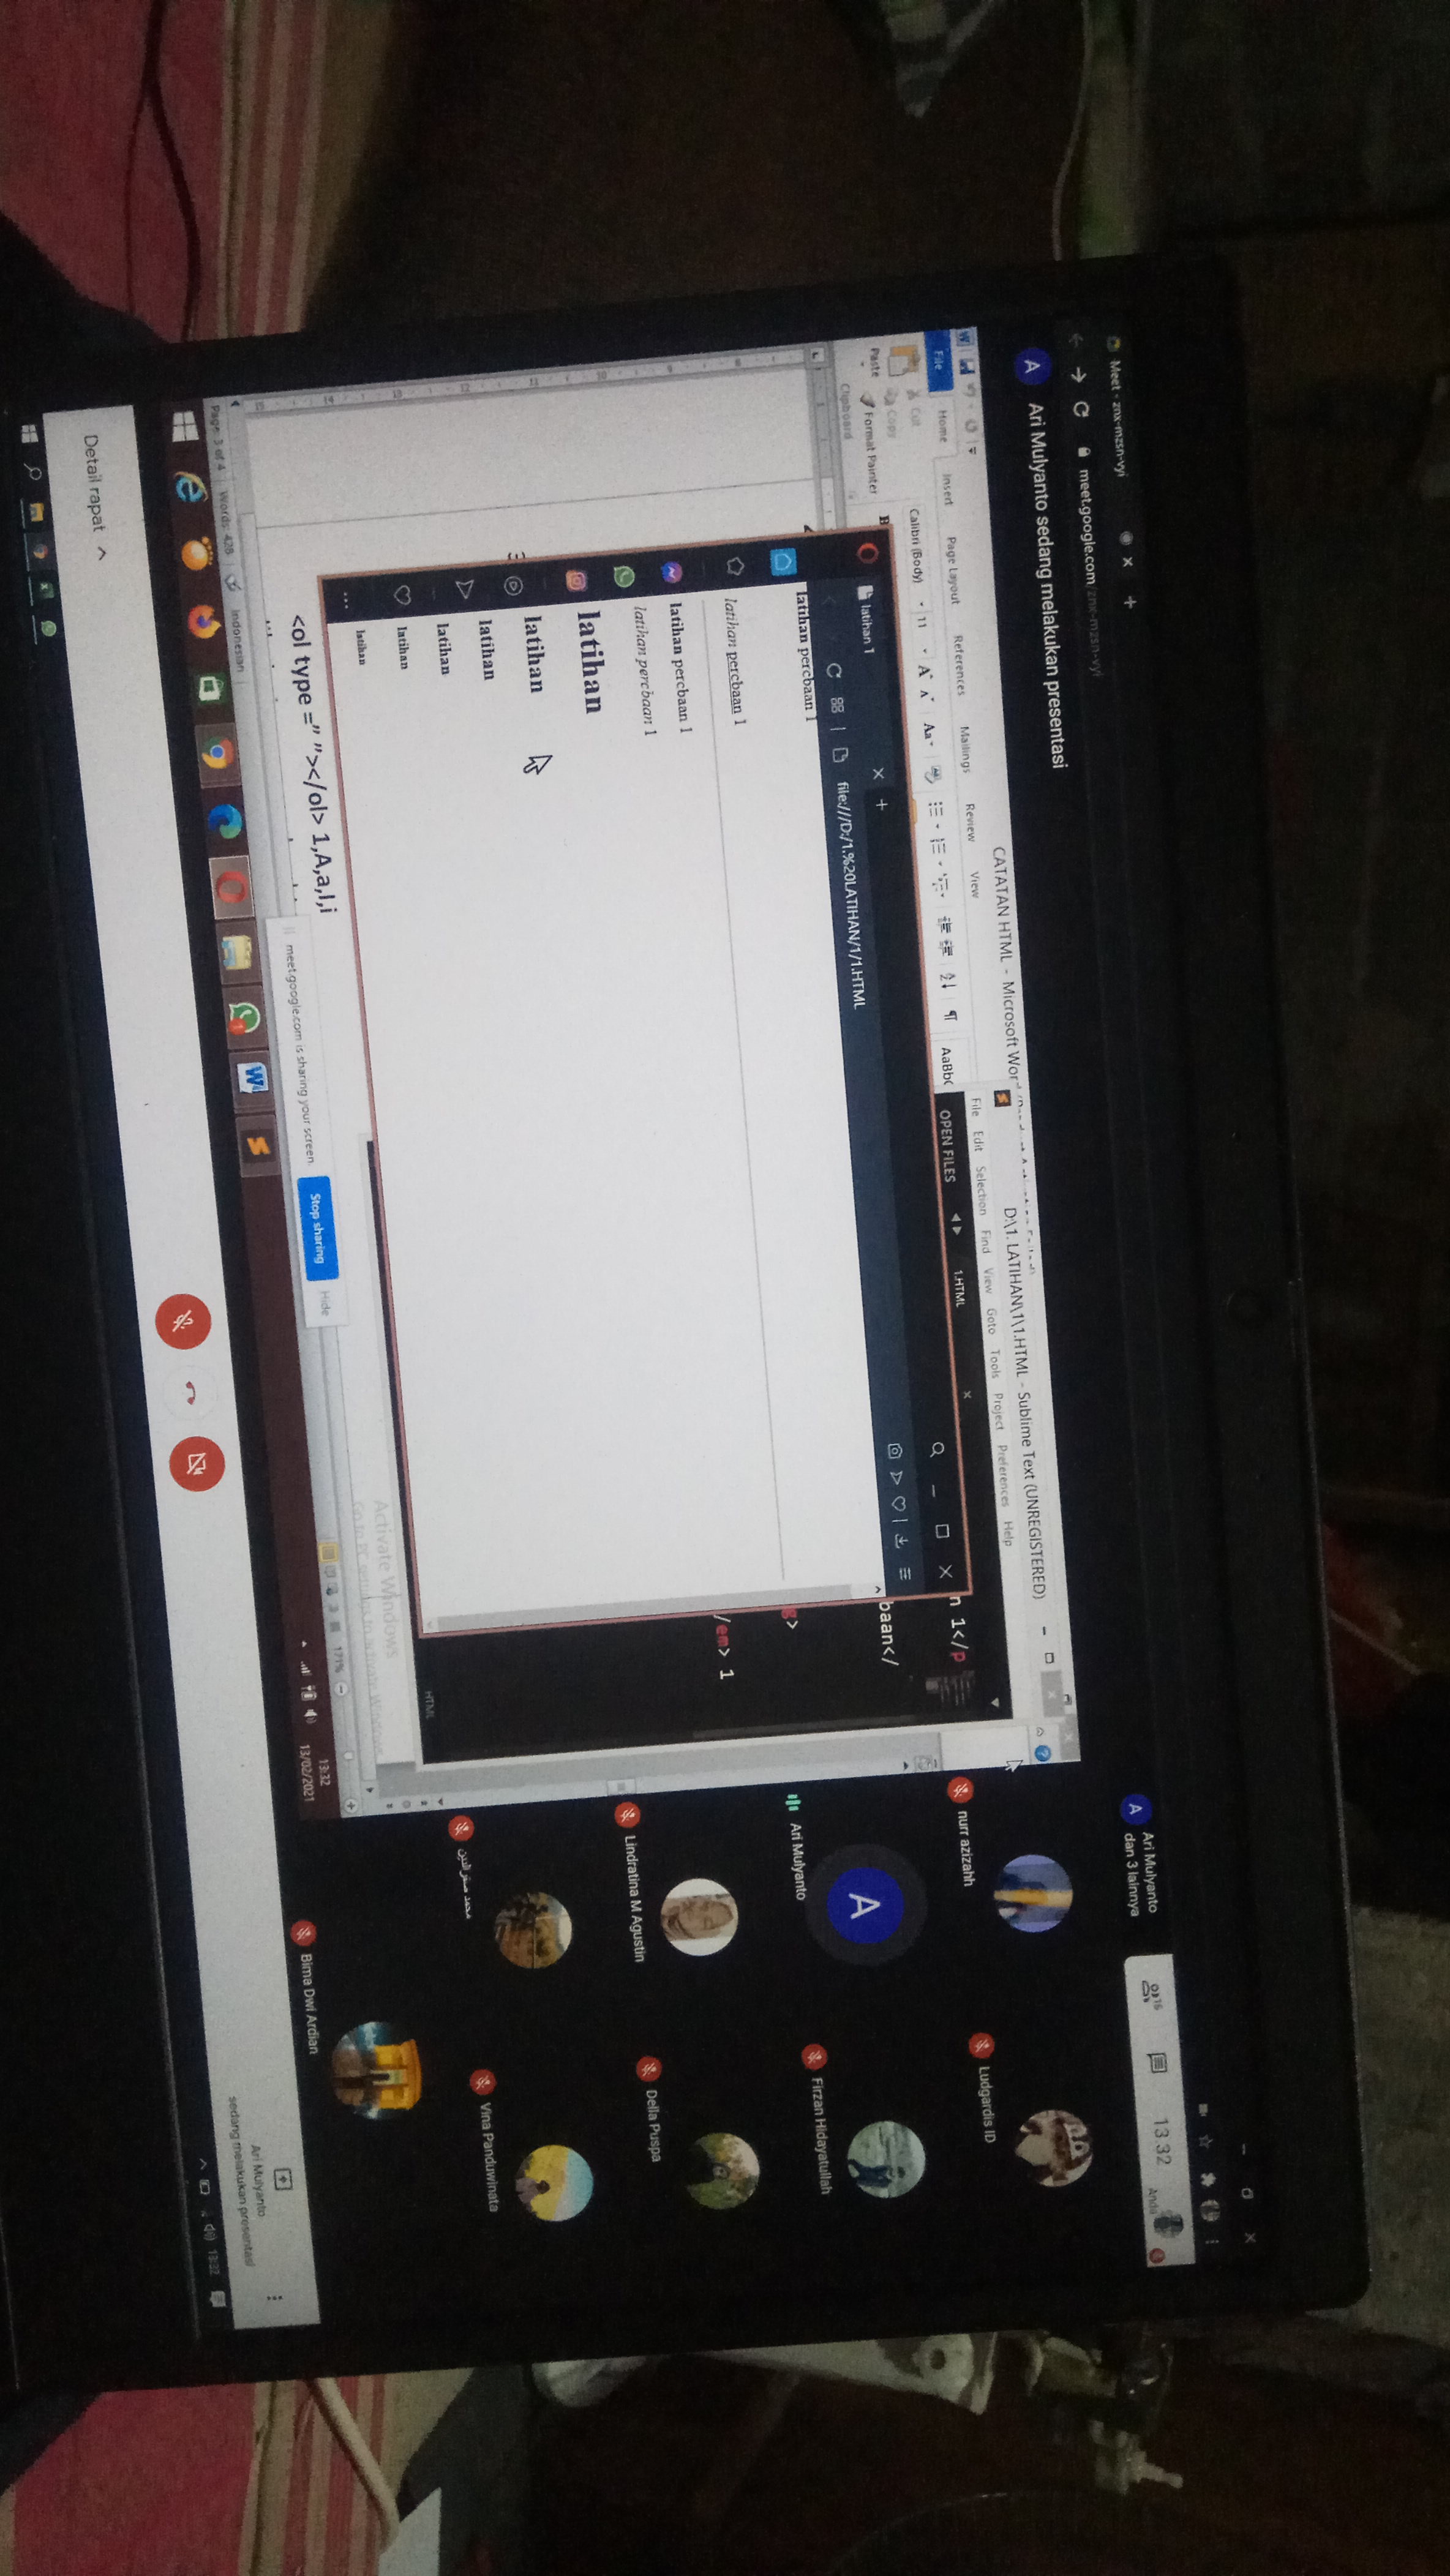 Meet - znx-mzsn-vyi
meet.google.com/znx-mzsn-vyi
A Ari Mulyanto sedang melakukan presentasi
A Ari Mulyanto
dan 3 lainnya
16
13.32
Anda
CATATAN HTML - Microsoft Word
D:\1. LATIHAN\1\1.HTML - Sublime Text (UNREGISTERED)
File Home Insert Page Layout References Mailings Review View
File Edit Selection Find View Goto Tools Project Preferences Help
Cut
Copy
Paste
Format Painter
Clipboard
Calibri (Body) 11
Aa
AaBb
OPEN FILES
1.HTML
n 1</p
baan</
g>
/em> 1
HTML
latihan 1
file:///D:/1.%20LATIHAN/1/1.HTML
latihan percbaan 1
latihan percbaan 1
latihan percbaan 1
latihan percbaan 1
latihan
latihan
latihan
latihan
latihan
latihan
3
<ol type =” ”></ol> 1,A,a,I,i
Activate Windows
Go to PC settings to activate Windows.
meet.google.com is sharing your screen.
Stop sharing
Hide
Page: 3 of 4
Words: 428
Indonesian
171%
13:32
13/02/2021
nurr azizahh
Ludgardis ID
A
Ari Mulyanto
Firzan Hidayatullah
Lindratina M Agustin
Della Puspa
محمد صفرالدين
Vina Panduwinata
Bima Dwi Ardian
Ari Mulyanto
sedang melakukan presentasi
Detail rapat
13:32